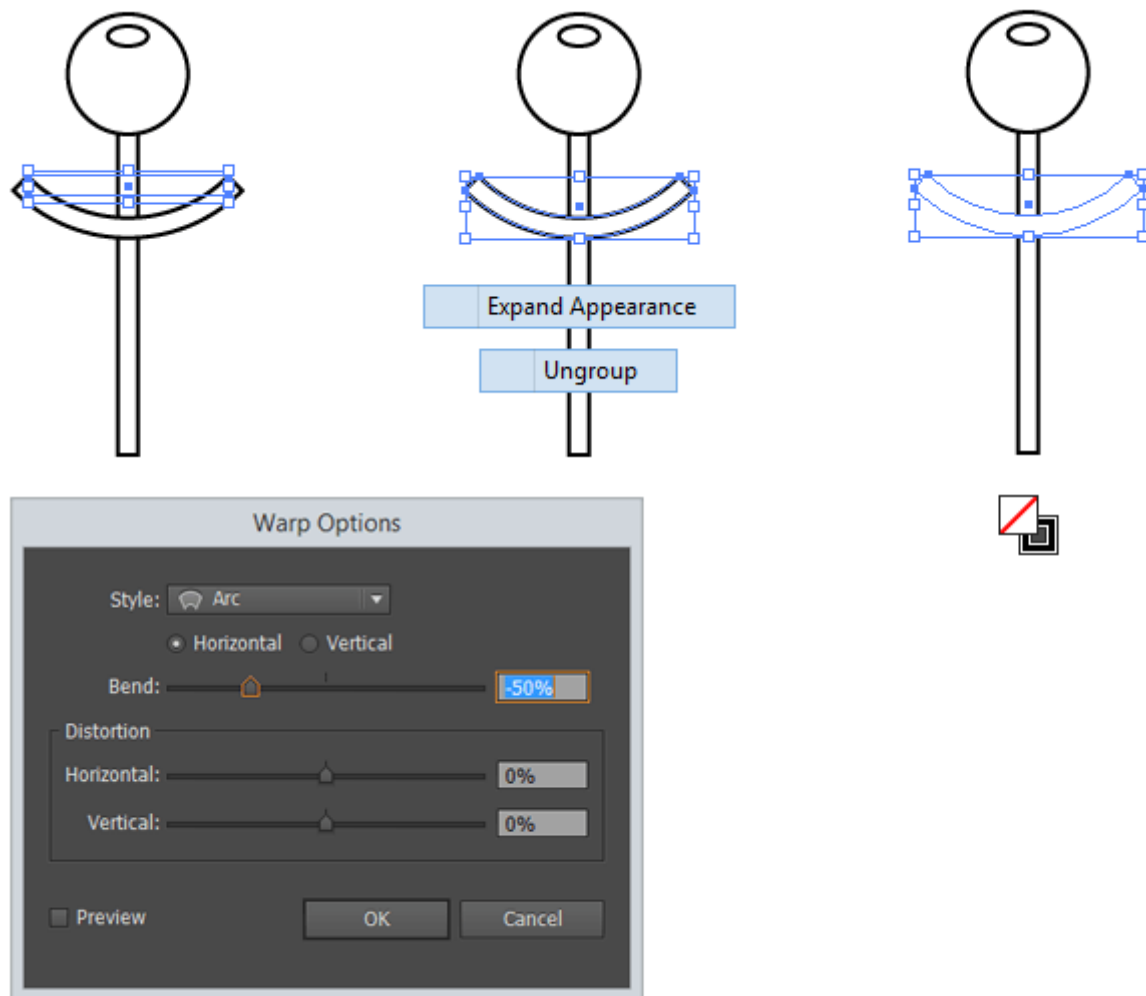 Expand Appearance
Ungroup
Warp Options
Style: Arc
Horizontal Vertical
Bend: -50%
Distortion
Horizontal: 0%
Vertical: 0%
Preview OK Cancel